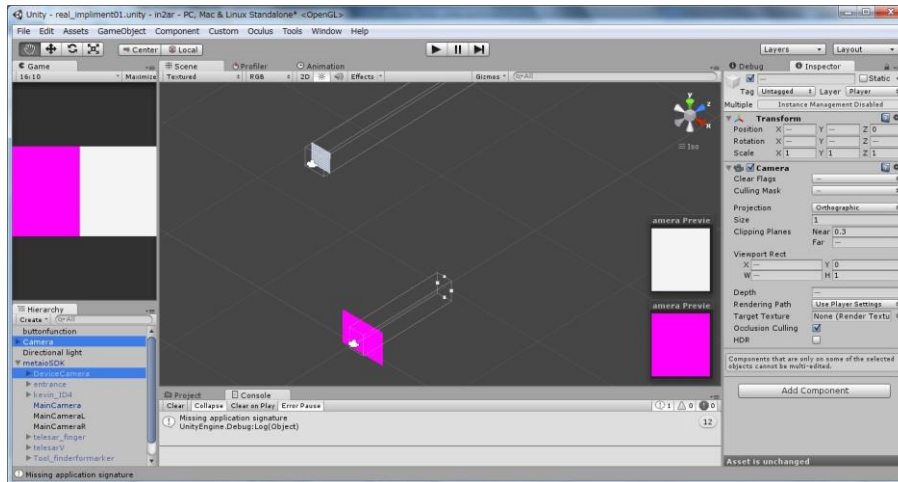 Unity - real_impliment01.unity - in2ar - PC, Mac & Linux Standalone* <OpenGL>
File Edit Assets GameObject Component Custom Oculus Tools Window Help
Center Local
Layers Layout
Game
16:10 Maximize
Scene Profiler Animation
Textured RGB 2D Effects Gizmos All
y z x
Iso
amera Previe
amera Previe
Hierarchy
Create All
buttonfunction
Camera
Directional light
metaioSDK
DeviceCamera
entrance
kevin_ID4
MainCamera
MainCameraL
MainCameraR
telesar_finger
telesarV
Tool_finderformarker
Project Console
Clear Collapse Clear on Play Error Pause 1 0 0
Missing application signature
UnityEngine.Debug:Log(Object)
12
Debug Inspector
— Static
Tag Untagged Layer Player
Multiple Instance Management Disabled
Transform
Position X — Y — Z 0
Rotation X — Y — Z —
Scale X 1 Y 1 Z 1
Camera
Clear Flags —
Culling Mask —
Projection Orthographic
Size 1
Clipping Planes Near 0.3
Far —
Viewport Rect
X — Y 0
W — H 1
Depth —
Rendering Path Use Player Settings
Target Texture None (Render Textu
Occlusion Culling
HDR
Components that are only on some of the selected
objects cannot be multi-edited.
Add Component
Asset is unchanged
Missing application signature